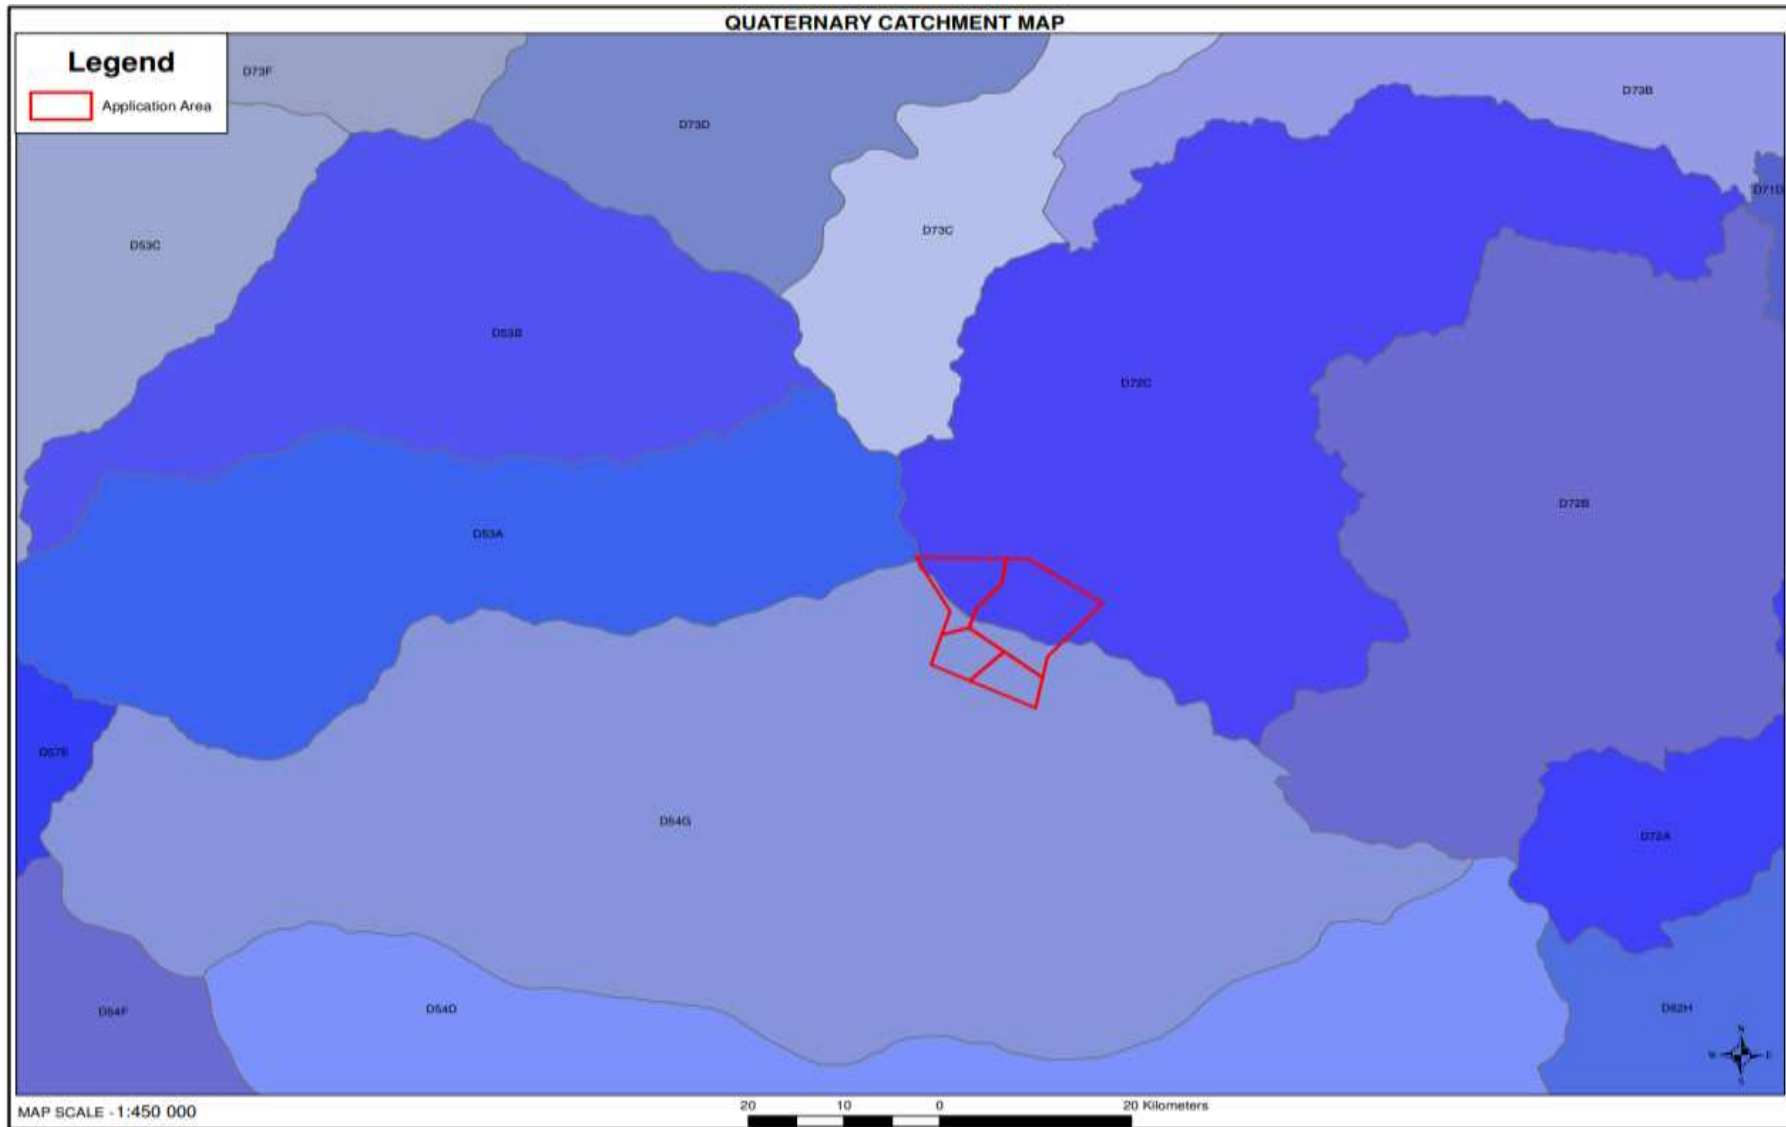 QUATERNARY CATCHMENT MAP
Legend
Application Area
D73F
D73B
D73D
D71D
D73C
D53C
D53B
D72C
D72B
D53A
D57E
D54G
D72A
D54F
D54D
D62H
N
W E
S
MAP SCALE - 1:450 000
20 10 0 20 Kilometers